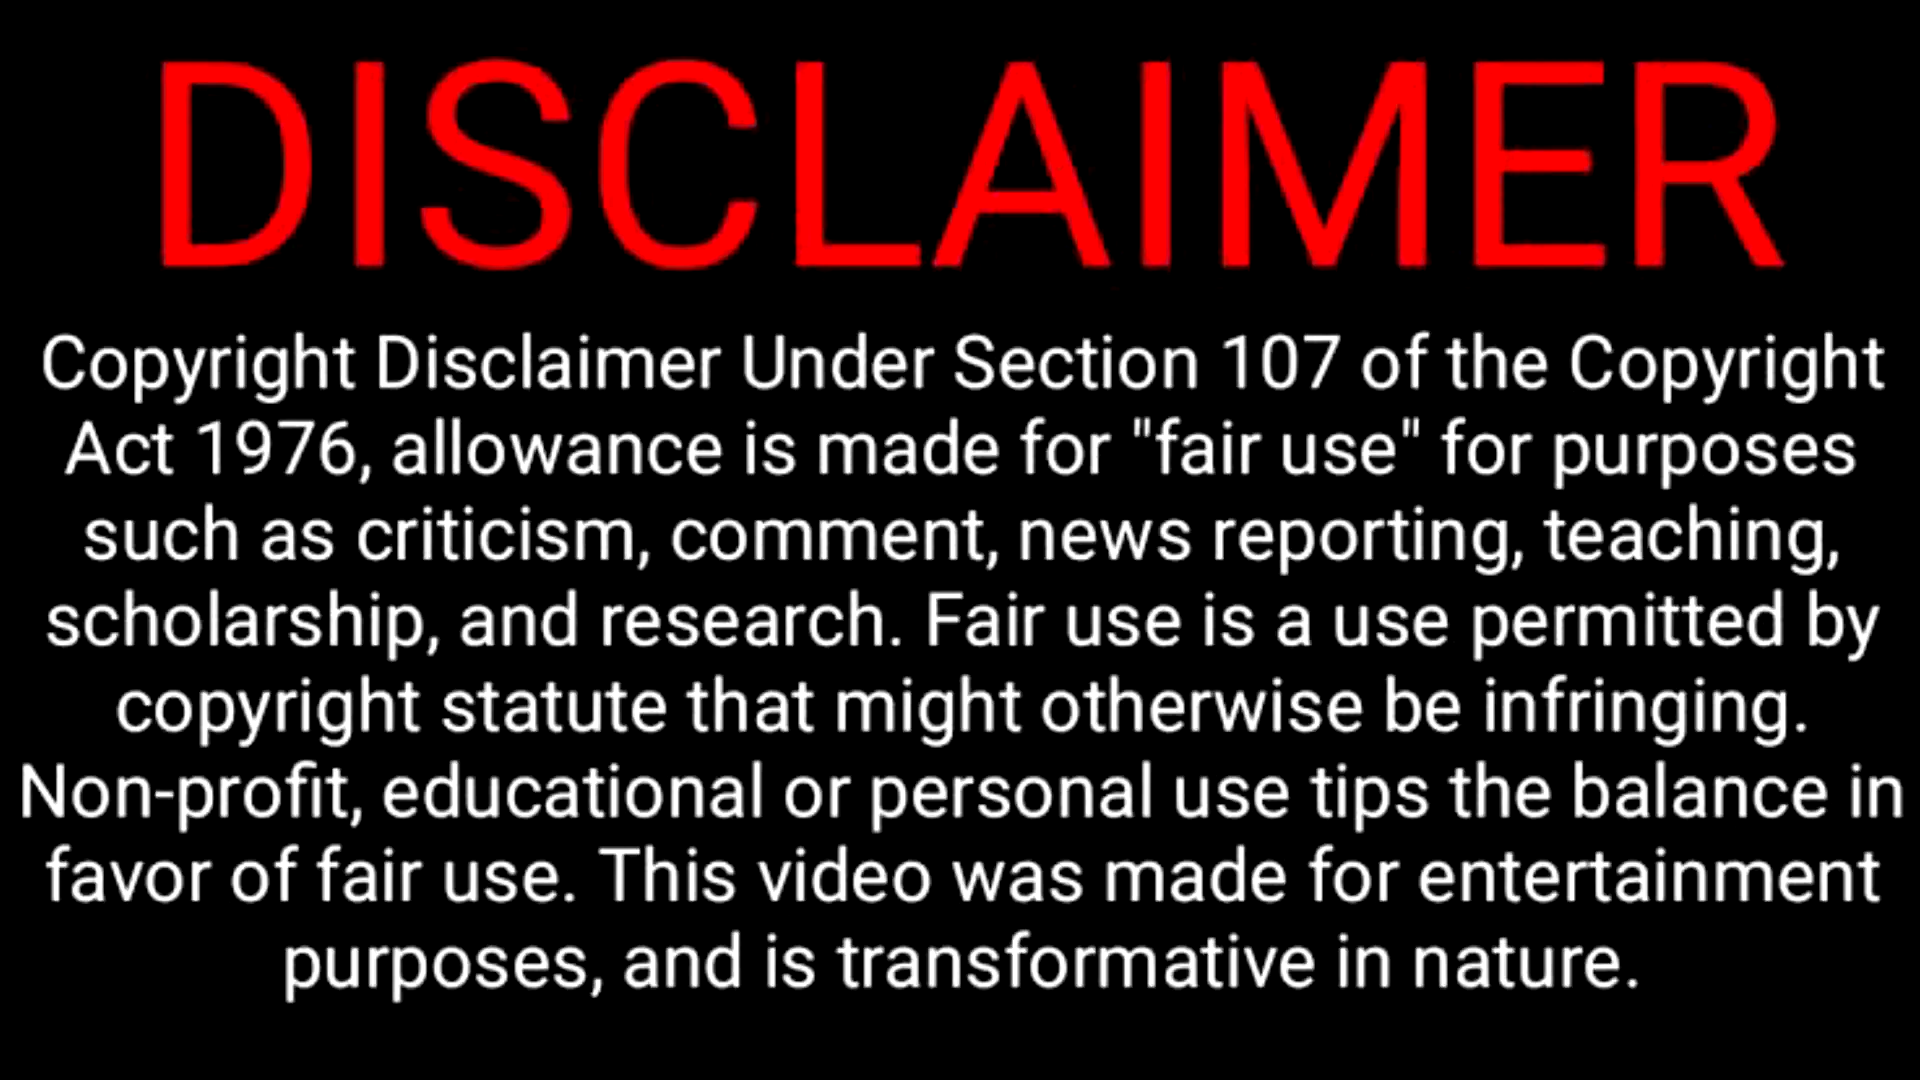 DISCLAIMER
Copyright Disclaimer Under Section 107 of the Copyright
Act 1976, allowance is made for "fair use" for purposes
such as criticism, comment, news reporting, teaching,
scholarship, and research. Fair use is a use permitted by
copyright statute that might otherwise be infringing.
Non-profit, educational or personal use tips the balance in
favor of fair use. This video was made for entertainment
purposes, and is transformative in nature.